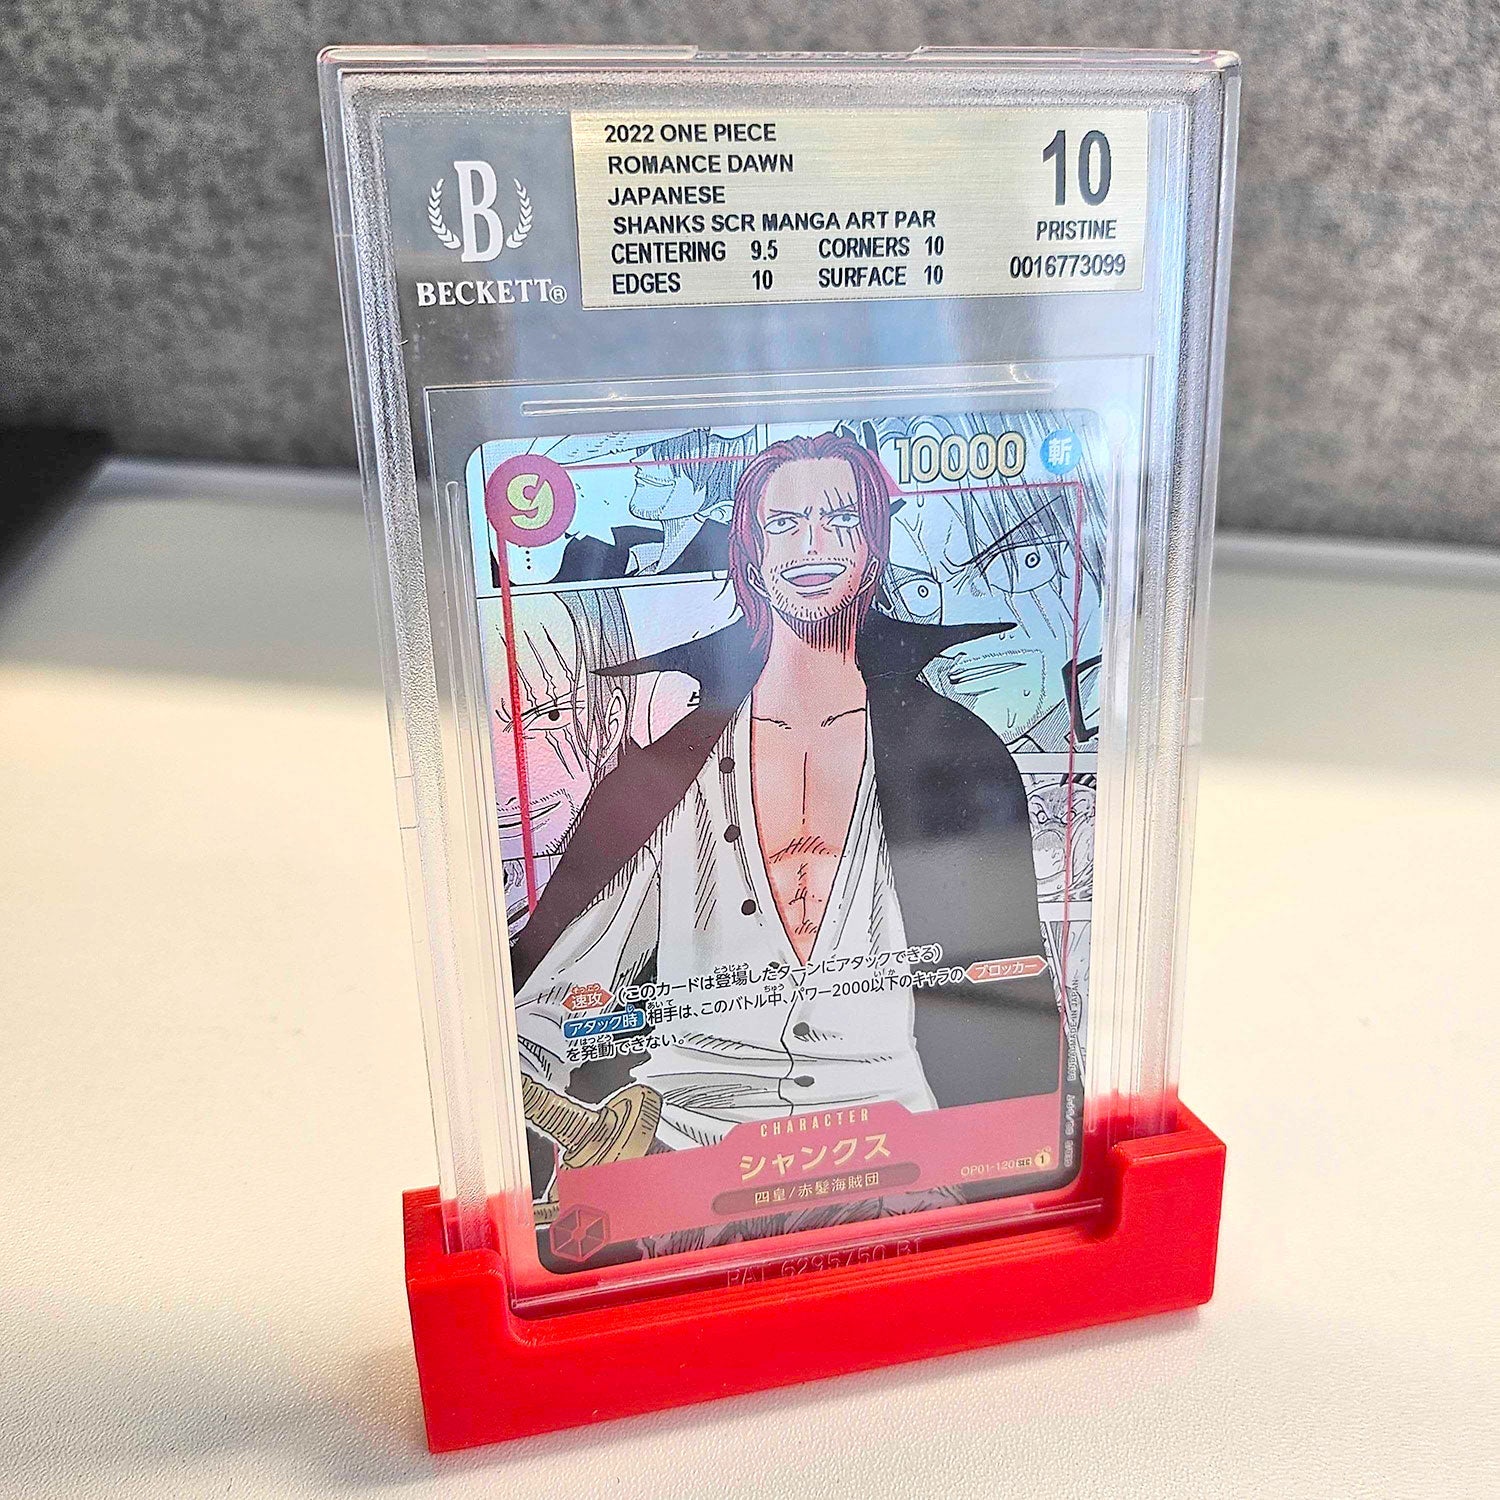 2022 ONE PIECE
ROMANCE DAWN
JAPANESE
SHANKS SCR MANGA ART PAR
CENTERING 9.5 CORNERS 10
EDGES 10 SURFACE 10
10
PRISTINE
0016773099
B
BECKETT®
9
10000 斬
速攻 (このカードは登場したターンにアタックできる)
アタック時 相手は、このバトル中、パワー2000以下のキャラの ブロッカー
を発動できない。
CHARACTER
シャンクス
四皇/赤髪海賊団
OP01-120 SEC 1
PAT 6295750 B1